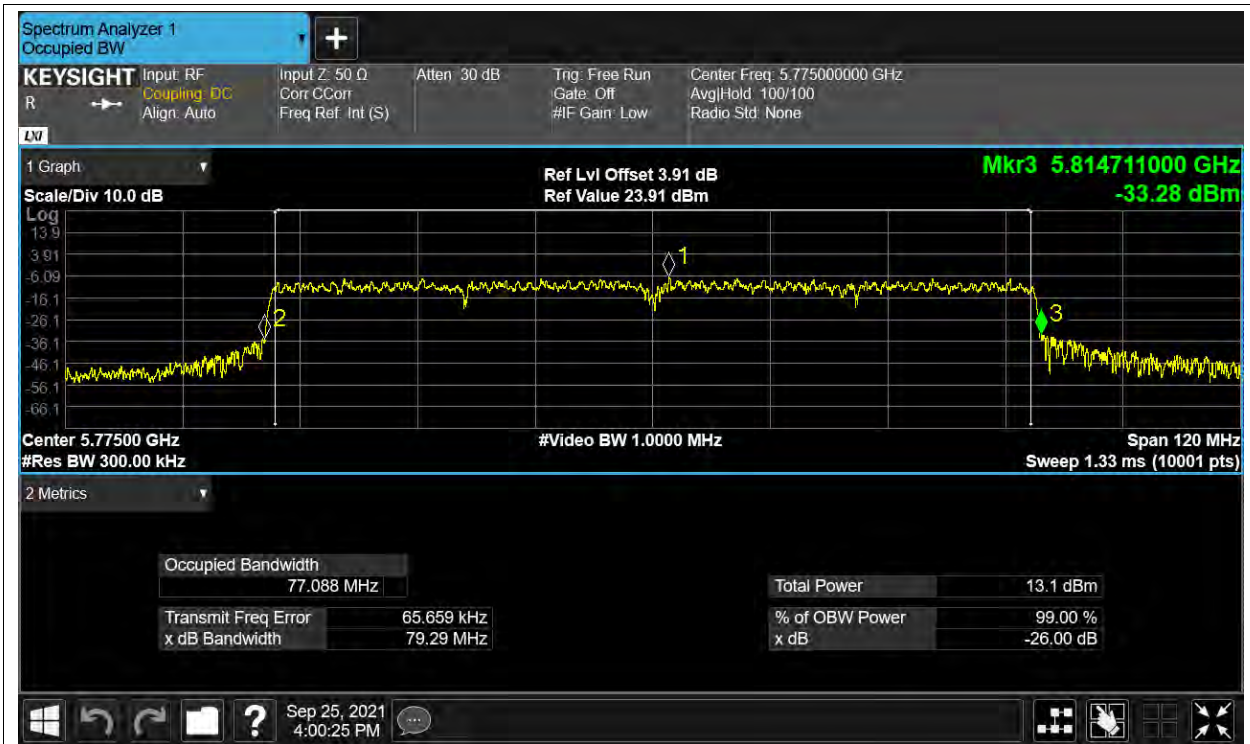 Spectrum Analyzer 1
Occupied BW
+
KEYSIGHT
R
LXI
Input: RF
Coupling: DC
Align: Auto
Input Z: 50 Ω
Corr CCorr
Freq Ref: Int (S)
Atten: 30 dB
Trig: Free Run
Gate: Off
#IF Gain: Low
Center Freq: 5.775000000 GHz
Avg|Hold: 100/100
Radio Std: None
1 Graph
Scale/Div 10.0 dB
Ref Lvl Offset 3.91 dB
Ref Value 23.91 dBm
Mkr3 5.814711000 GHz
-33.28 dBm
Log
13.9
3.91
-6.09
-16.1
-26.1
-36.1
-46.1
-56.1
-66.1
1
2
3
Center 5.77500 GHz
#Video BW 1.0000 MHz
Span 120 MHz
#Res BW 300.00 kHz
Sweep 1.33 ms (10001 pts)
2 Metrics
Occupied Bandwidth
77.088 MHz
Total Power 13.1 dBm
Transmit Freq Error 65.659 kHz
% of OBW Power 99.00 %
x dB Bandwidth 79.29 MHz
x dB -26.00 dB
?
Sep 25, 2021
4:00:25 PM